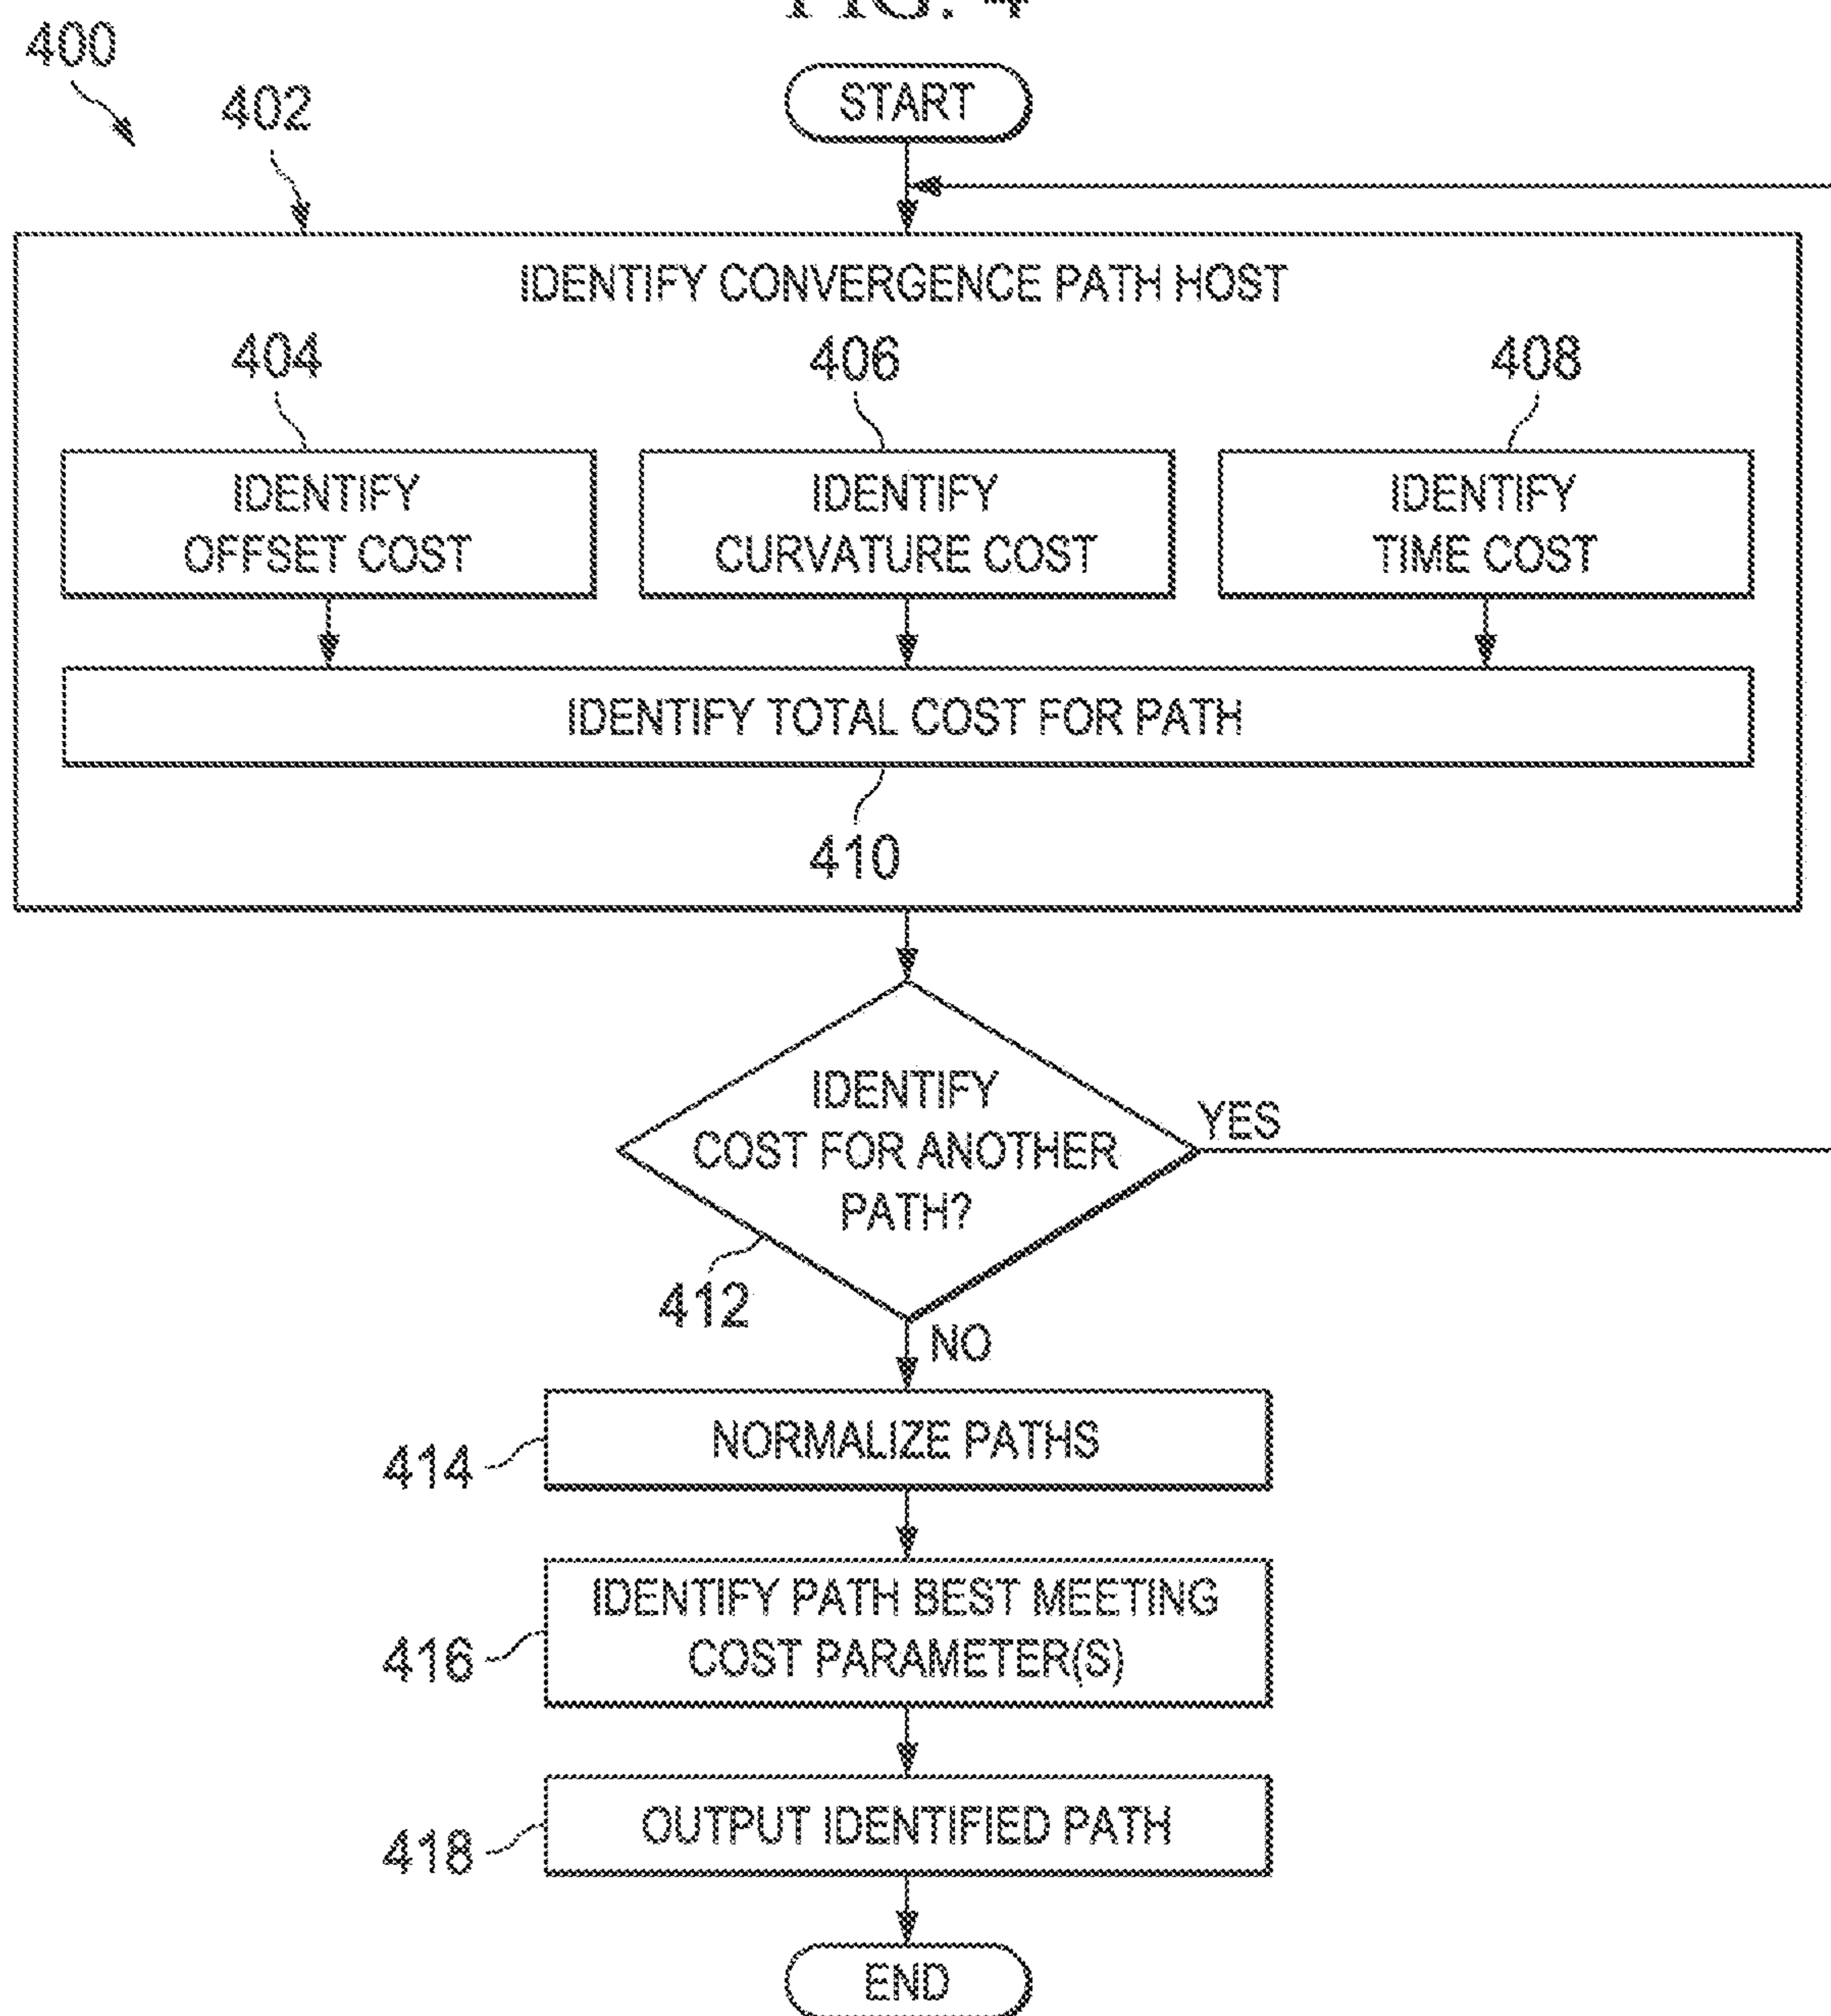 FIG. 4
400
402
START
IDENTIFY CONVERGENCE PATH HOST
404
406
408
IDENTIFY
OFFSET COST
IDENTIFY
CURVATURE COST
IDENTIFY
TIME COST
IDENTIFY TOTAL COST FOR PATH
410
IDENTIFY
COST FOR ANOTHER
PATH?
YES
412
NO
NORMALIZE PATHS
414
IDENTIFY PATH BEST MEETING
COST PARAMETER(S)
416
OUTPUT IDENTIFIED PATH
418
END